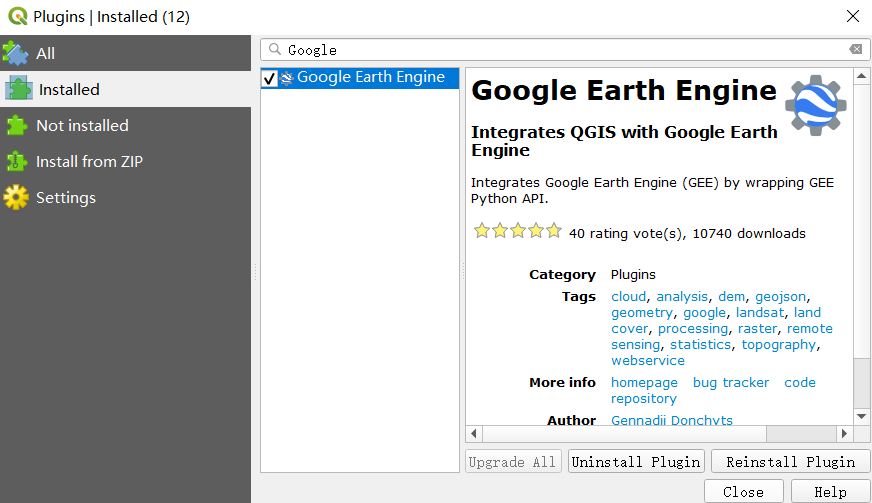 Plugins | Installed (12)
All
Installed
Not installed
Install from ZIP
Settings
Google
Google Earth Engine
Google Earth Engine
Integrates QGIS with Google Earth
Engine
Integrates Google Earth Engine (GEE) by wrapping GEE
Python API.
40 rating vote(s), 10740 downloads
Category Plugins
Tags cloud, analysis, dem, geojson,
geometry, google, landsat, land
cover, processing, raster, remote
sensing, statistics, topography,
webservice
More info homepage bug tracker code
repository
Author Gennadii Donchyts
Upgrade All Uninstall Plugin Reinstall Plugin
Close Help